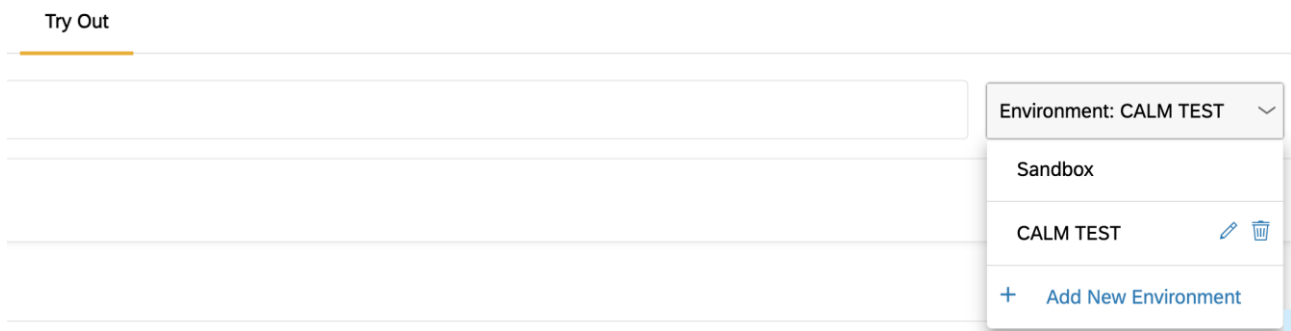 Try Out
Environment: CALM TEST
Sandbox
CALM TEST
+ Add New Environment